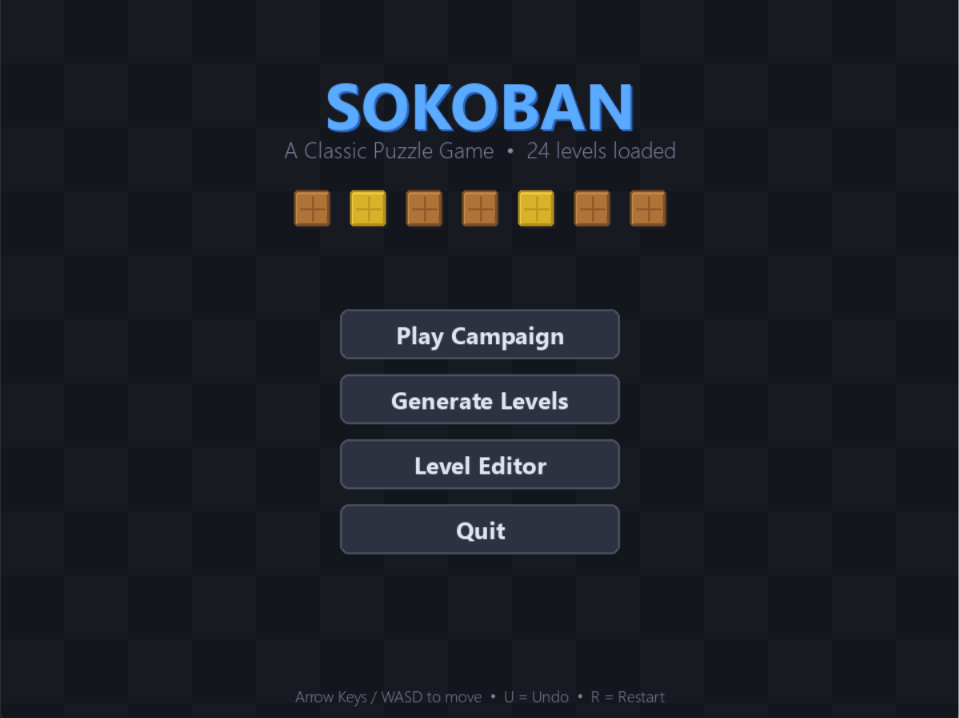 SOKOBAN
A Classic Puzzle Game • 24 levels loaded
Play Campaign
Generate Levels
Level Editor
Quit
Arrow Keys / WASD to move • U = Undo • R = Restart